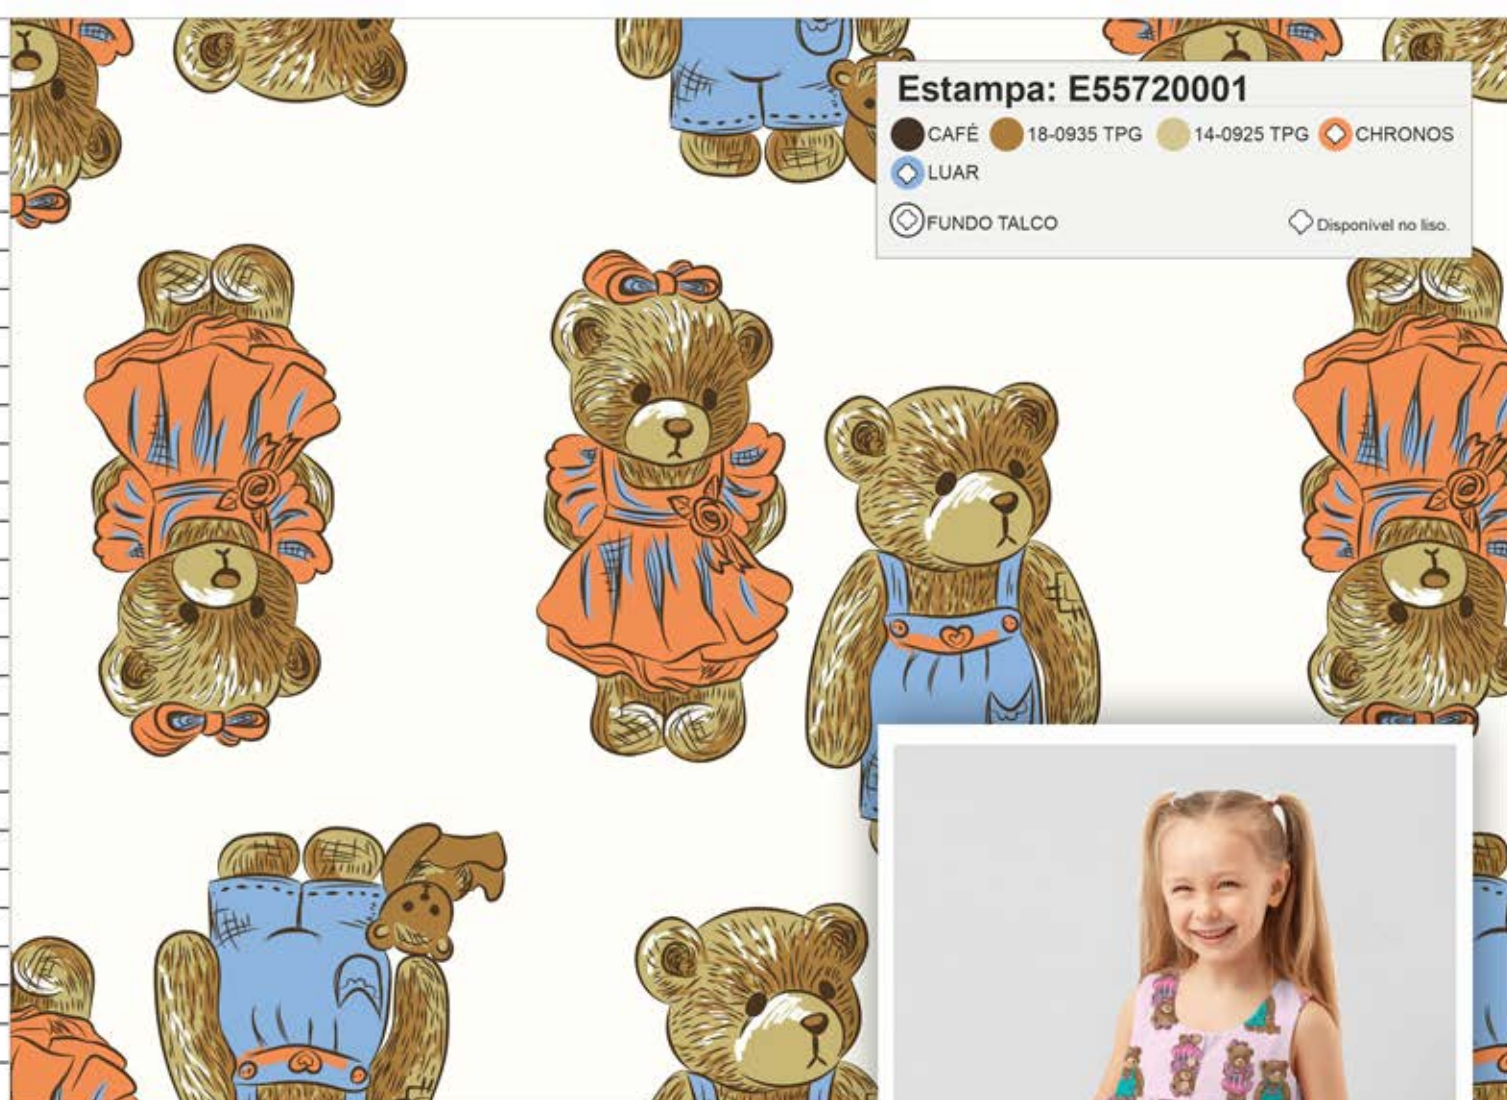 Estampa: E55720001
CAFÉ 18-0935 TPG 14-0925 TPG CHRONOS
LUAR
FUNDO TALCO Disponível no liso.